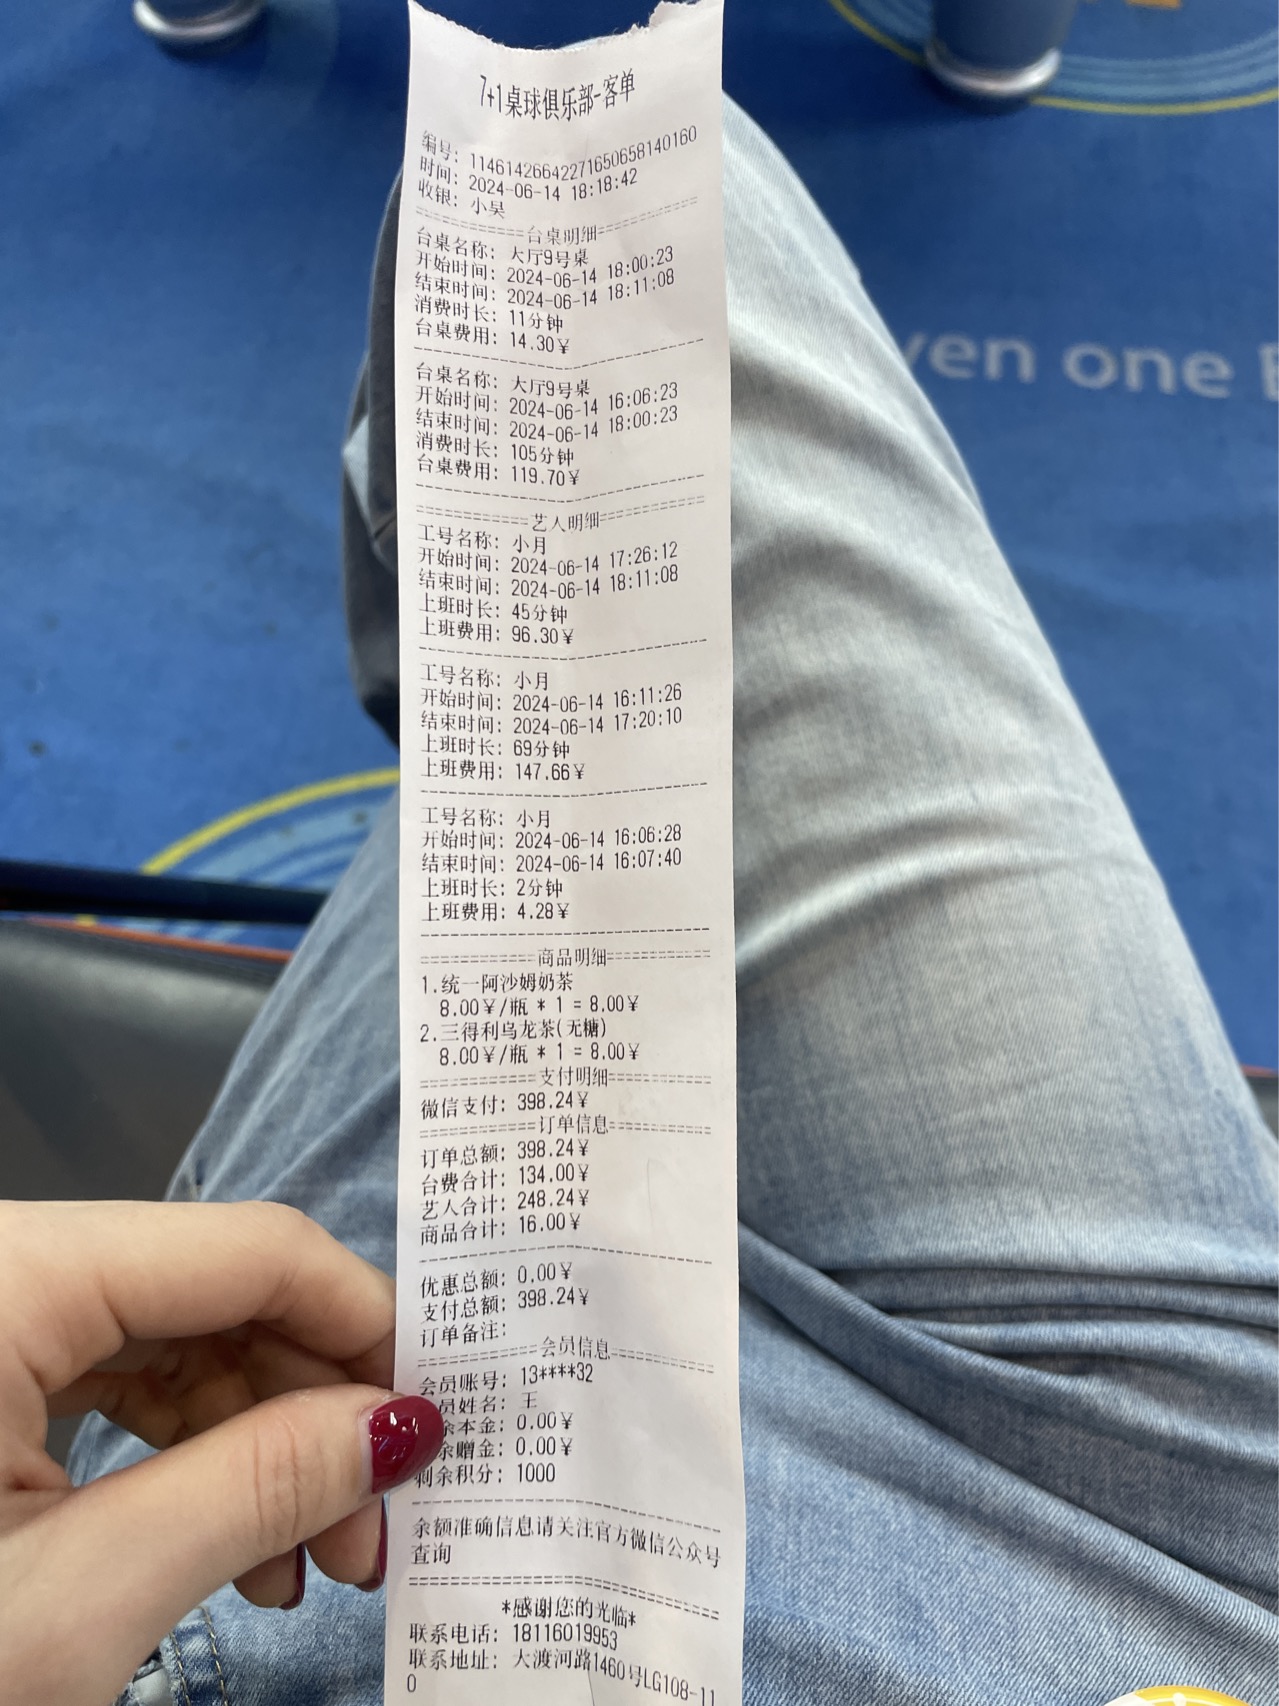 7+1桌球俱乐部-客单
编号: 1146142664227165065814016​0
时间: 2024-06-14 18:18:42
收银: 小吴
==========台桌明细==========
台桌名称: 大厅9号桌
开始时间: 2024-06-14 18:00:23
结束时间: 2024-06-14 18:11:08
消费时长: 11分钟
台桌费用: 14.30¥
台桌名称: 大厅9号桌
开始时间: 2024-06-14 16:06:23
结束时间: 2024-06-14 18:00:23
消费时长: 105分钟
台桌费用: 119.70¥
==========艺人明细==========
工号名称: 小月
开始时间: 2024-06-14 17:26:12
结束时间: 2024-06-14 18:11:08
上班时长: 45分钟
上班费用: 96.30¥
工号名称: 小月
开始时间: 2024-06-14 16:11:26
结束时间: 2024-06-14 17:20:10
上班时长: 69分钟
上班费用: 147.66¥
工号名称: 小月
开始时间: 2024-06-14 16:06:28
结束时间: 2024-06-14 16:07:40
上班时长: 2分钟
上班费用: 4.28¥
==========商品明细==========
1.统一阿沙姆奶茶
8.00¥/瓶 * 1 = 8.00¥
2.三得利乌龙茶(无糖)
8.00¥/瓶 * 1 = 8.00¥
==========支付明细==========
微信支付: 398.24¥
==========订单信息==========
订单总额: 398.24¥
台费合计: 134.00¥
艺人合计: 248.24¥
商品合计: 16.00¥
优惠总额: 0.00¥
支付总额: 398.24¥
订单备注:
==========会员信息==========
会员账号: 13****32
员姓名: 王
余本金: 0.00¥
余赠金: 0.00¥
剩余积分: 1000
余额准确信息请关注官方微信公众号
查询
*感谢您的光临*
联系电话: 18116019953
联系地址: 大渡河路1460号LG108-11
0
ven one